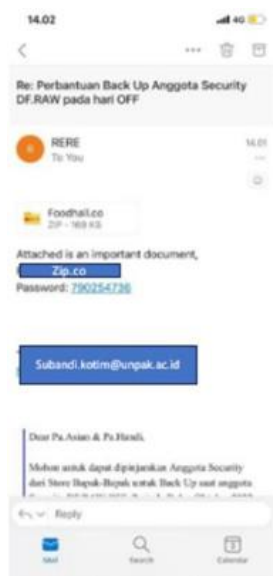 14.02
4G
Re: Perbantuan Back Up Anggota Security
DF.RAW pada hari OFF
RERE
14.01
To You
Foodhall.co
ZIP - 169 KB
Attached is an important document,
Zip.co
Password: 790254736
Subandi.kotim@unpak.ac.id
Dear Pa.Asian & Pa.Handi,
Mohon untuk dapat dipinjamkan Anggota Security
dari Store Bapak-Bapak untuk Back Up saat anggota
Reply
Mail
Search
Calendar